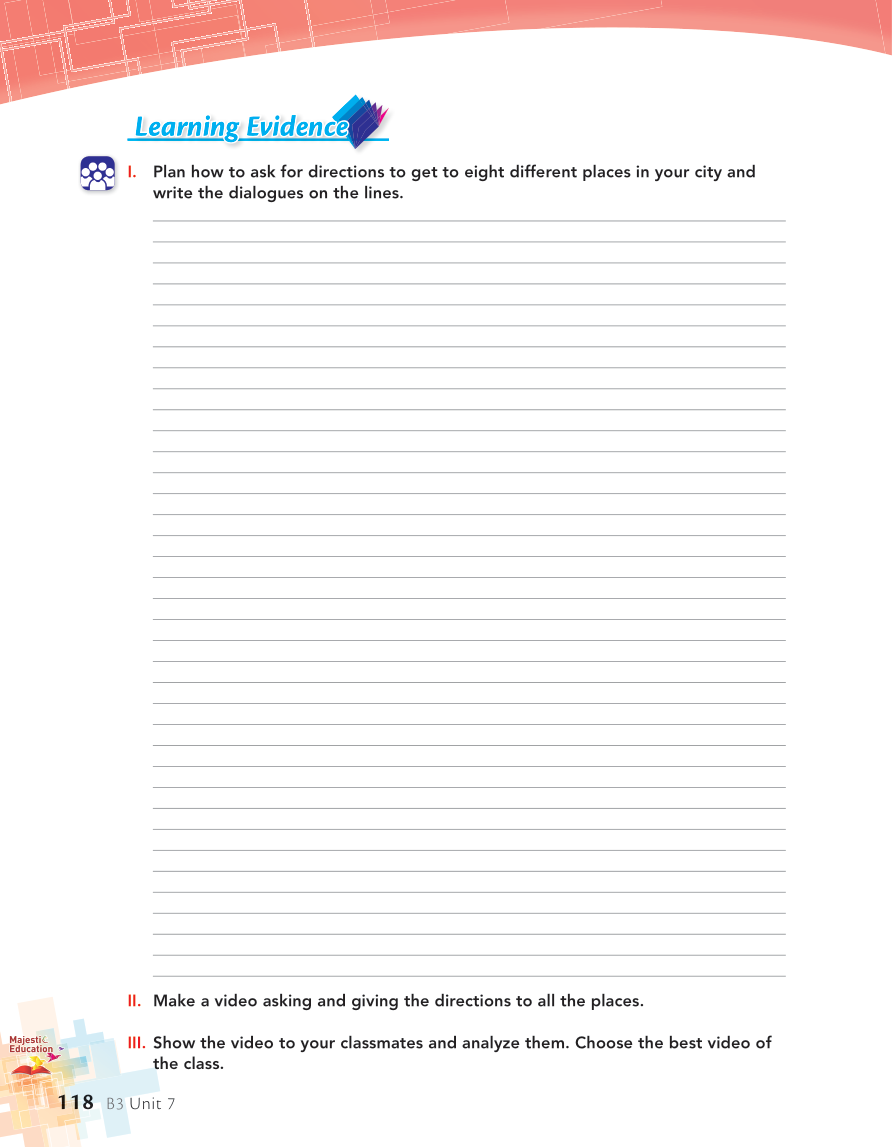 Learning Evidence
I. Plan how to ask for directions to get to eight different places in your city and
write the dialogues on the lines.
II. Make a video asking and giving the directions to all the places.
III. Show the video to your classmates and analyze them. Choose the best video of
the class.
Majestic
Education
118 B3 Unit 7